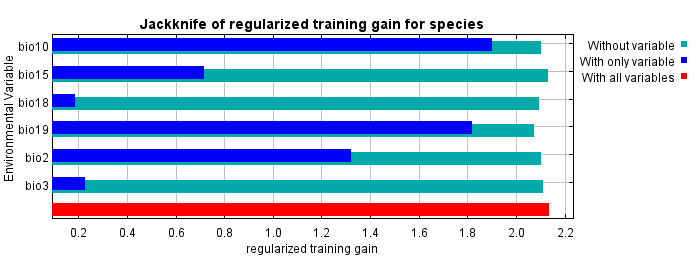 Jackknife of regularized training gain for species
Environmental Variable
bio10
bio15
bio18
bio19
bio2
bio3
0.2 0.4 0.6 0.8 1.0 1.2 1.4 1.6 1.8 2.0 2.2
regularized training gain
Without variable
With only variable
With all variables